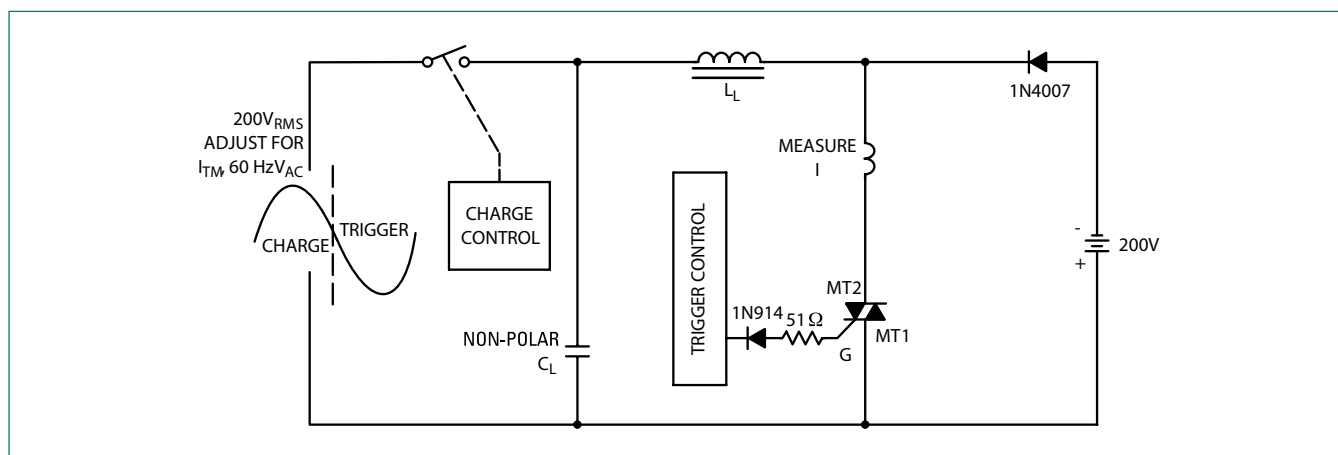 200V_RMS
ADJUST FOR
I_TM, 60 HzV_AC
CHARGE
TRIGGER
CHARGE
CONTROL
NON-POLAR
C_L
L_L
MEASURE
I
TRIGGER CONTROL
1N914
51 Ω
G
MT2
MT1
1N4007
-
+
200V